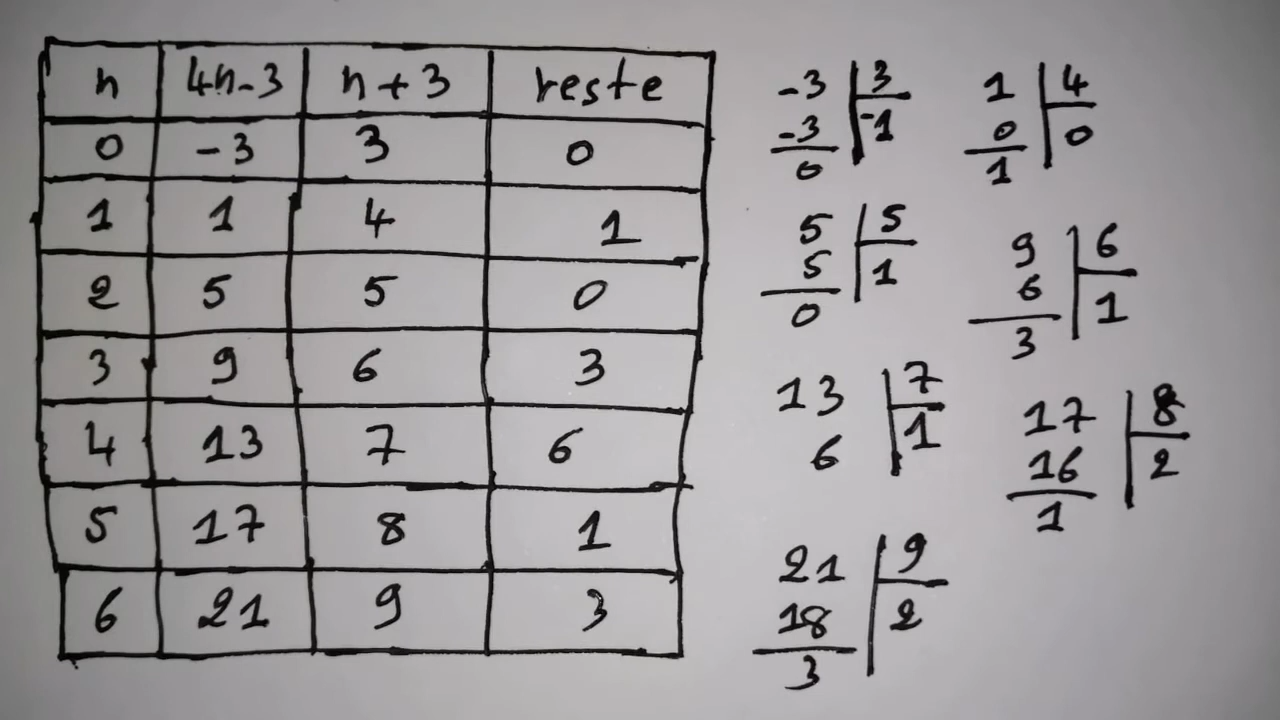 n 4n-3 n+3 reste
0 -3 3 0
1 1 4 1
2 5 5 0
3 9 6 3
4 13 7 6
5 17 8 1
6 21 9 3
-3 3
-3 -1
0
1 4
0 0
1
5 5
5 1
0
9 6
6 1
3
13 7
6 1
17 8
16 2
1
21 9
18 2
3